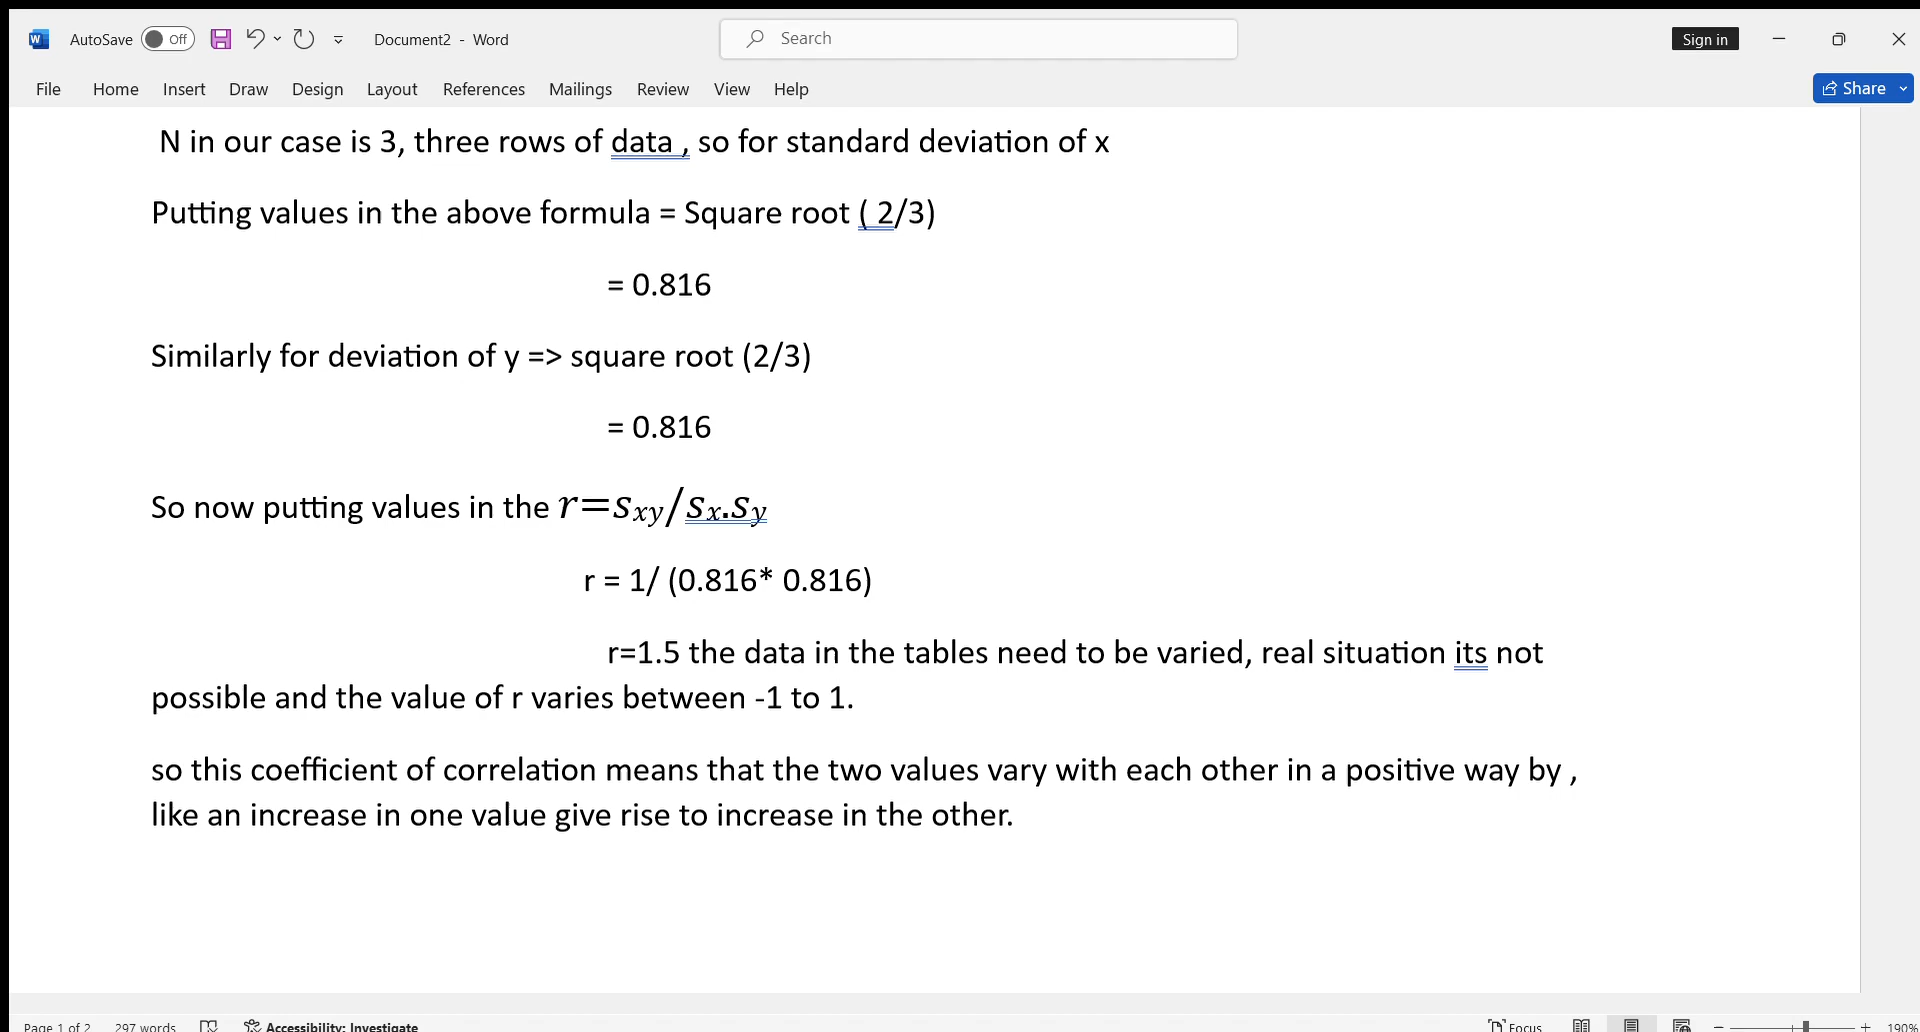 AutoSave Off Document2 - Word Search Sign in
File Home Insert Draw Design Layout References Mailings Review View Help Share
N in our case is 3, three rows of data , so for standard deviation of x
Putting values in the above formula = Square root ( 2/3)
= 0.816
Similarly for deviation of y => square root (2/3)
= 0.816
So now putting values in the r=sxy/sx.sy
r = 1/ (0.816* 0.816)
r=1.5 the data in the tables need to be varied, real situation its not
possible and the value of r varies between -1 to 1.
so this coefficient of correlation means that the two values vary with each other in a positive way by ,
like an increase in one value give rise to increase in the other.
Page 1 of 2 297 words Accessibility: Investigate Focus 190%